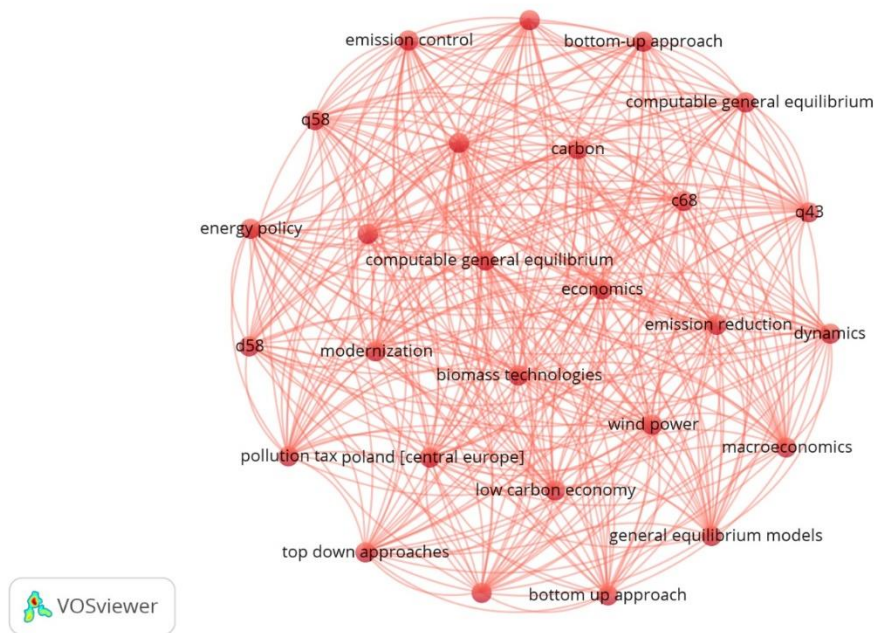 emission control
bottom-up approach
computable general equilibrium
q58
carbon
c68
q43
energy policy
computable general equilibrium
economics
emission reduction
dynamics
d58
modernization
biomass technologies
wind power
macroeconomics
pollution tax
poland [central europe]
low carbon economy
general equilibrium models
top down approaches
bottom up approach
VOSviewer